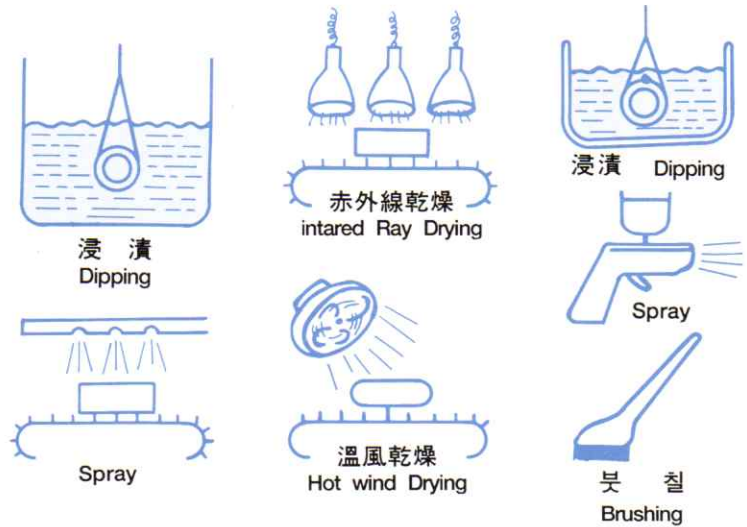 浸 漬
Dipping
Spray
赤外線乾燥
intared Ray Drying
溫風乾燥
Hot wind Drying
浸漬 Dipping
Spray
붓 칠
Brushing